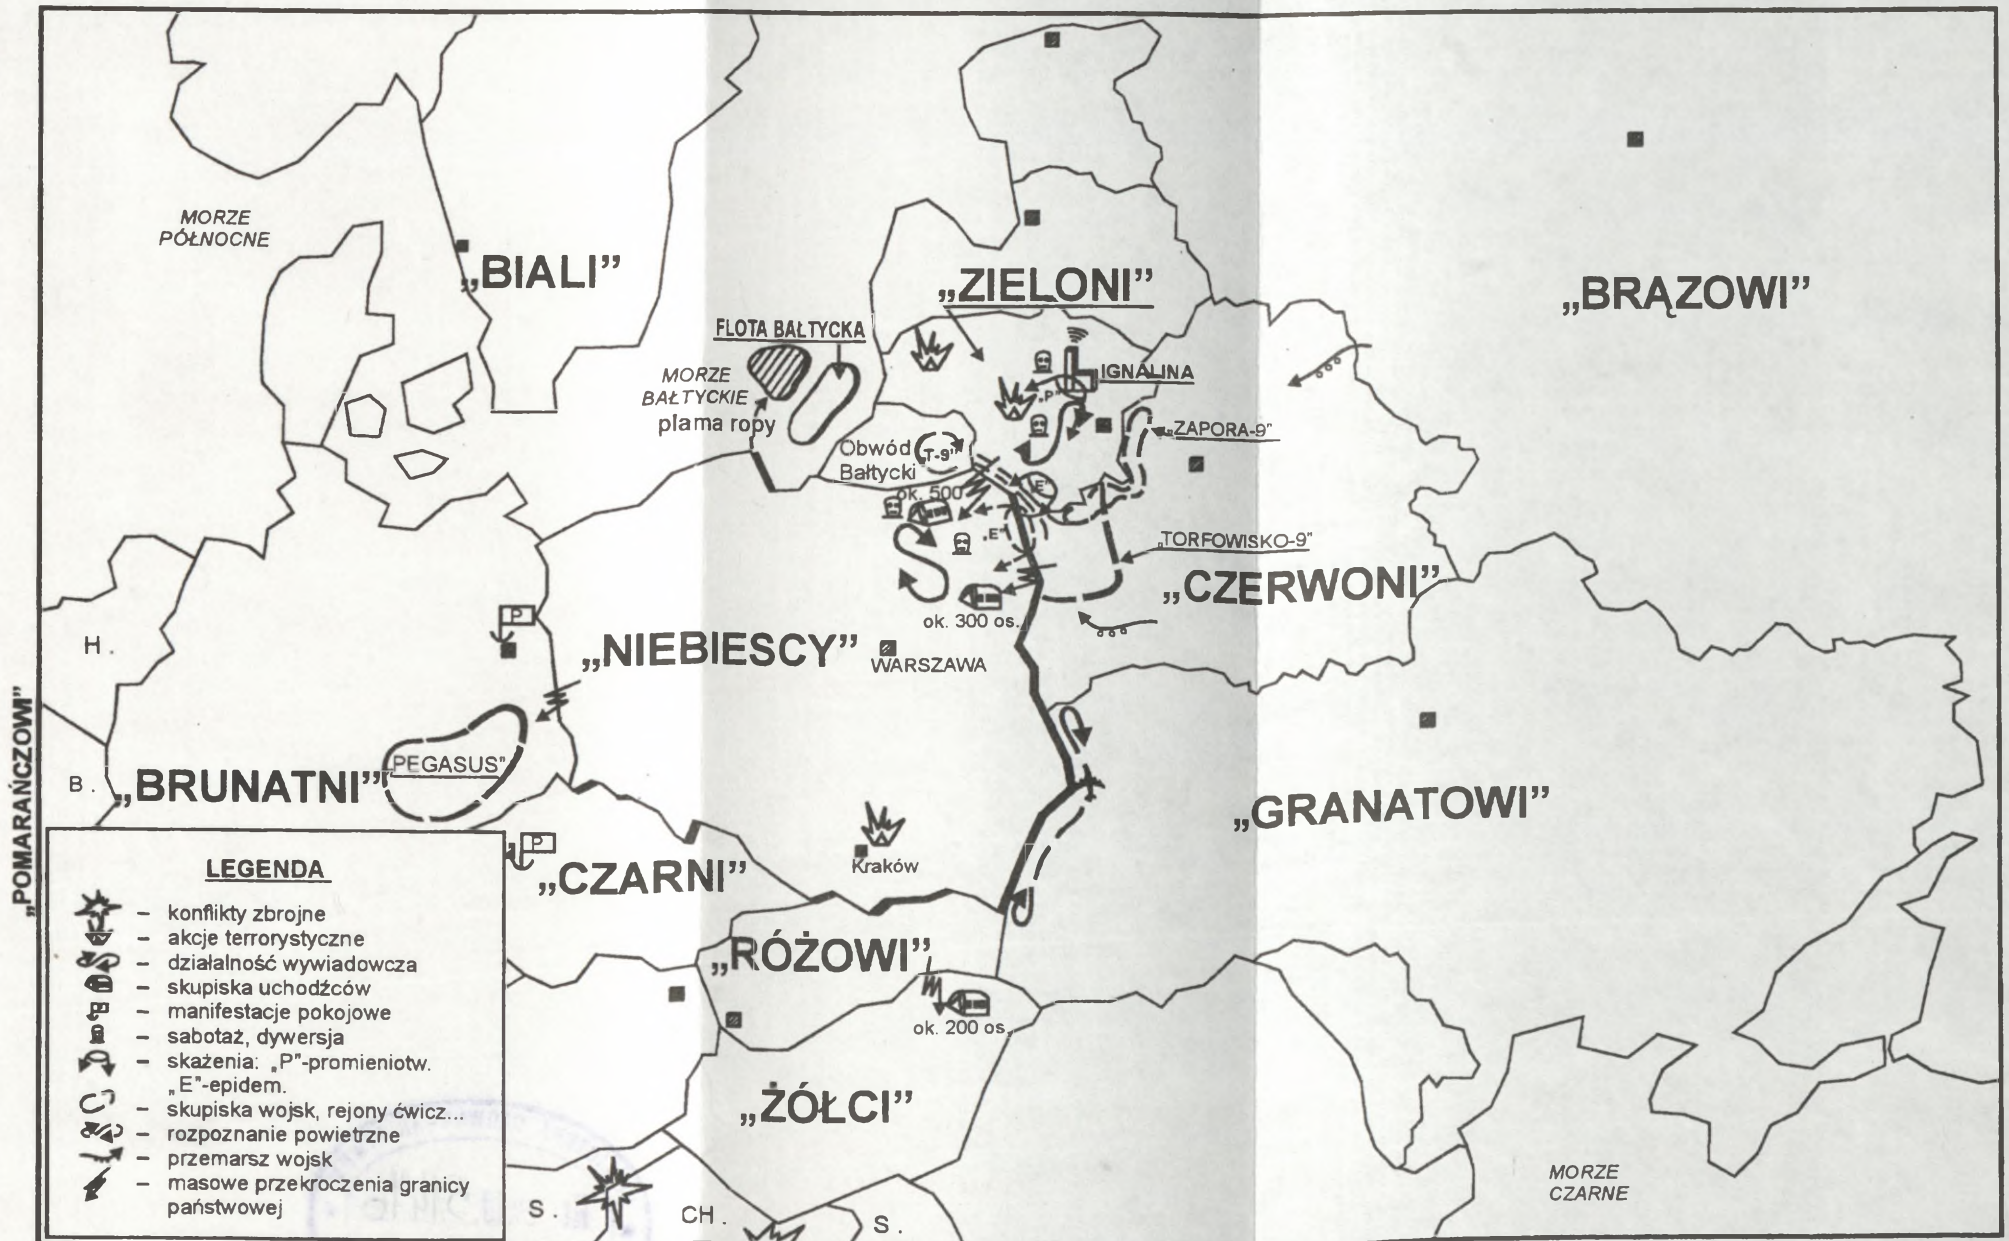 MORZE
PÓŁNOCNE
„BIALI”
„ZIELONI”
„BRĄZOWI”
FLOTA BAŁTYCKA
MORZE
BAŁTYCKIE
plama ropy
IGNALINA
„P”
„ZAPORA-9”
Obwód
Bałtycki
„T-9”
ok. 500
„E”
„E”
„TORFOWISKO-9”
„CZERWONI”
ok. 300 os.
P
H.
„NIEBIESCY”
WARSZAWA
„POMARAŃCZOWI”
B.
„BRUNATNI”
PEGASUS”
„GRANATOWI”
P
„CZARNI”
Kraków
„RÓŻOWI”
ok. 200 os.
„ŻÓŁCI”
MORZE
CZARNE
S.
CH.
S.
LEGENDA
– konflikty zbrojne
– akcje terrorystyczne
– działalność wywiadowcza
– skupiska uchodźców
– manifestacje pokojowe
– sabotaż, dywersja
– skażenia: „P”-promieniotw.
„E”-epidem.
– skupiska wojsk, rejony ćwicz...
– rozpoznanie powietrzne
– przemarsz wojsk
– masowe przekroczenia granicy
państwowej